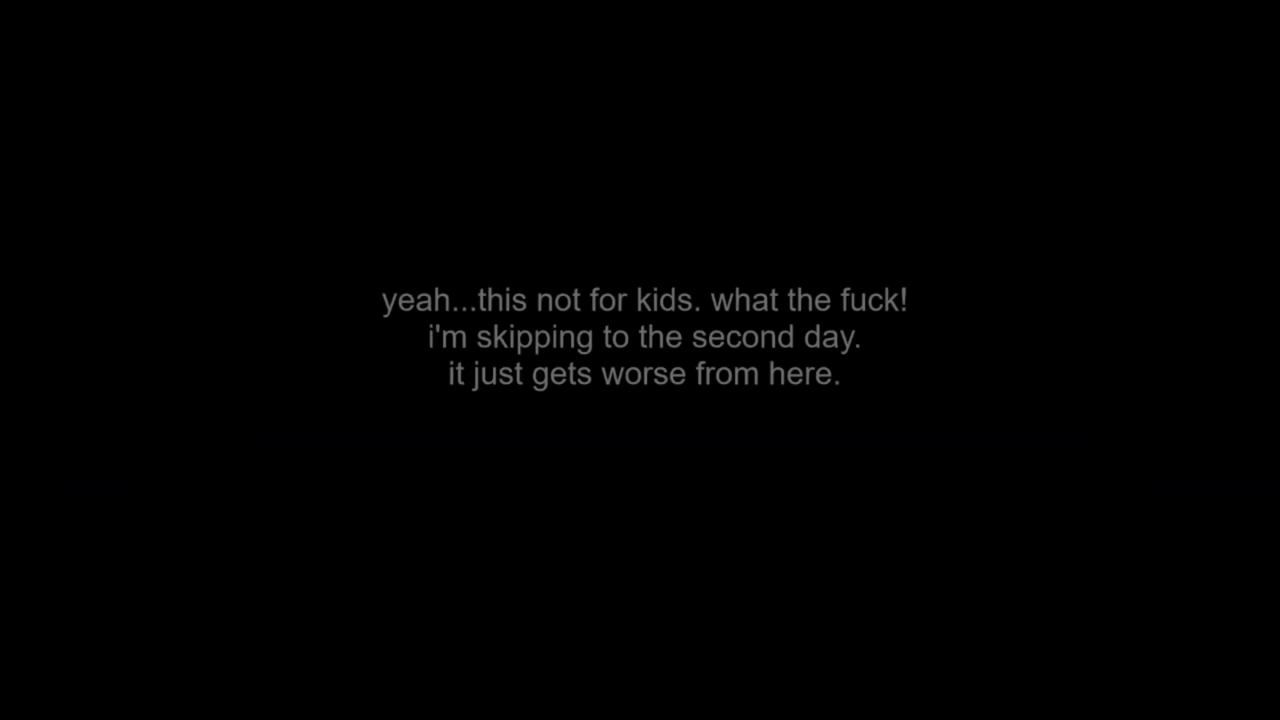 yeah...this not for kids. what the fuck!
i'm skipping to the second day.
it just gets worse from here.